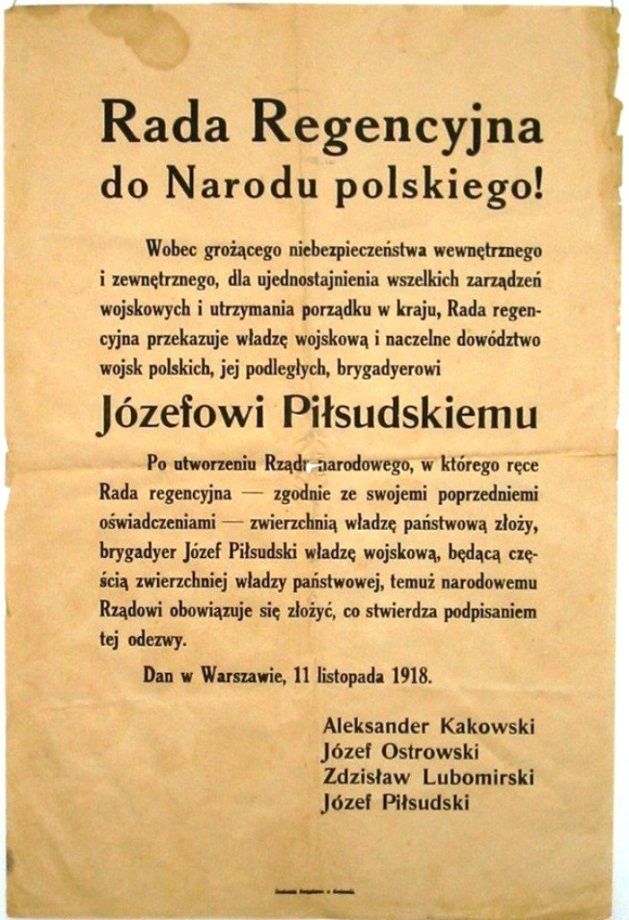 Rada Regencyjna
do Narodu polskiego!
Wobec grożącego niebezpieczeństwa wewnętrznego
i zewnętrznego, dla ujednostajnienia wszelkich zarządzeń
wojskowych i utrzymania porządku w kraju, Rada regen-
cyjna przekazuje władzę wojskową i naczelne dowództwo
wojsk polskich, jej podległych, brygadyerowi
Józefowi Piłsudskiemu
Po utworzeniu Rządu narodowego, w którego ręce
Rada regencyjna — zgodnie ze swojemi poprzedniemi
oświadczeniami — zwierzchnią władzę państwową złoży,
brygadyer Józef Piłsudski władzę wojskową, będącą czę-
ścią zwierzchniej władzy państwowej, temuż narodowemu
Rządowi obowiązuje się złożyć, co stwierdza podpisaniem
tej odezwy.
Dan w Warszawie, 11 listopada 1918.
Aleksander Kakowski
Józef Ostrowski
Zdzisław Lubomirski
Józef Piłsudski